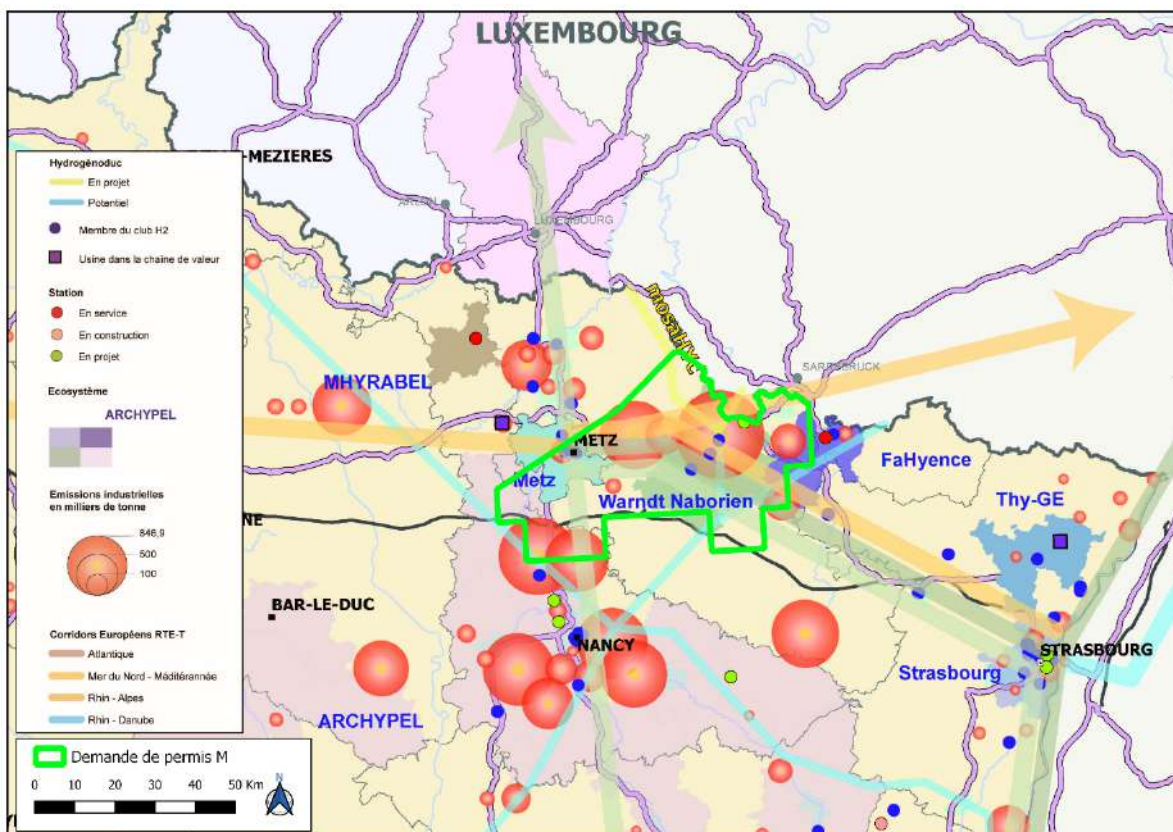 LUXEMBOURG
-MEZIERES
LUXEMBOURG
mosaHYc
SARREBRUCK
MHYRABEL
METZ
Metz
Warndt Naborien
FaHyence
Thy-GE
NE
BAR-LE-DUC
NANCY
STRASBOURG
Strasbourg
ARCHYPEL
Hydrogénoduc
En projet
Potentiel
Membre du club H2
Usine dans la chaîne de valeur
Station
En service
En construction
En projet
Ecosystème
ARCHYPEL
Emissions industrielles
en milliers de tonne
846,9
500
100
Corridors Européens RTE-T
Atlantique
Mer du Nord - Méditérannée
Rhin - Alpes
Rhin - Danube
Demande de permis M
0 10 20 30 40 50 Km
N